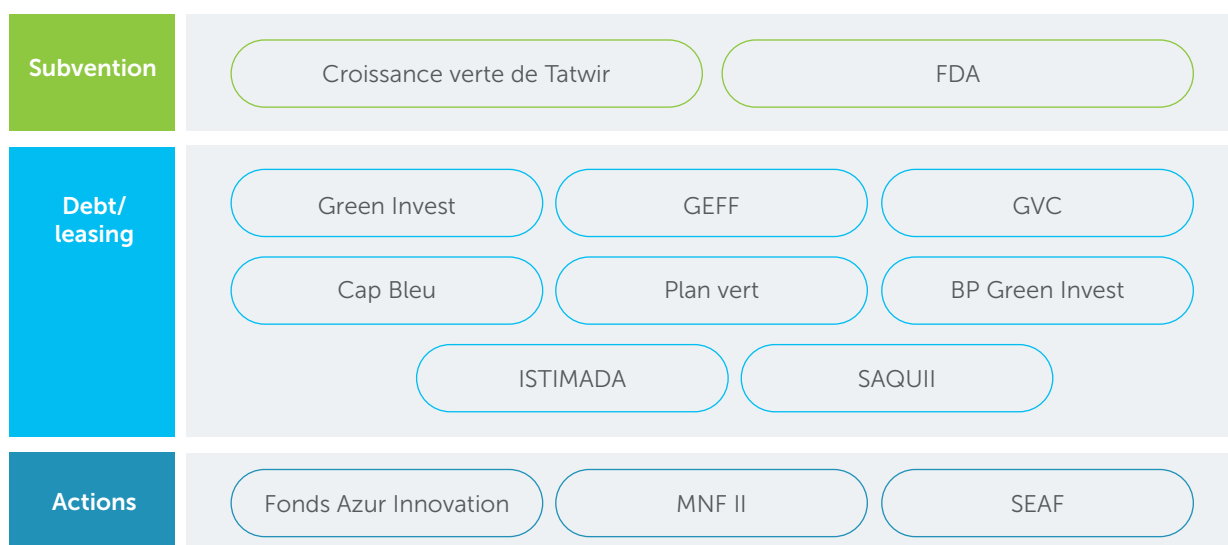 Subvention
Croissance verte de Tatwir
FDA
Debt/
leasing
Green Invest
GEFF
GVC
Cap Bleu
Plan vert
BP Green Invest
ISTIMADA
SAQUII
Actions
Fonds Azur Innovation
MNF II
SEAF